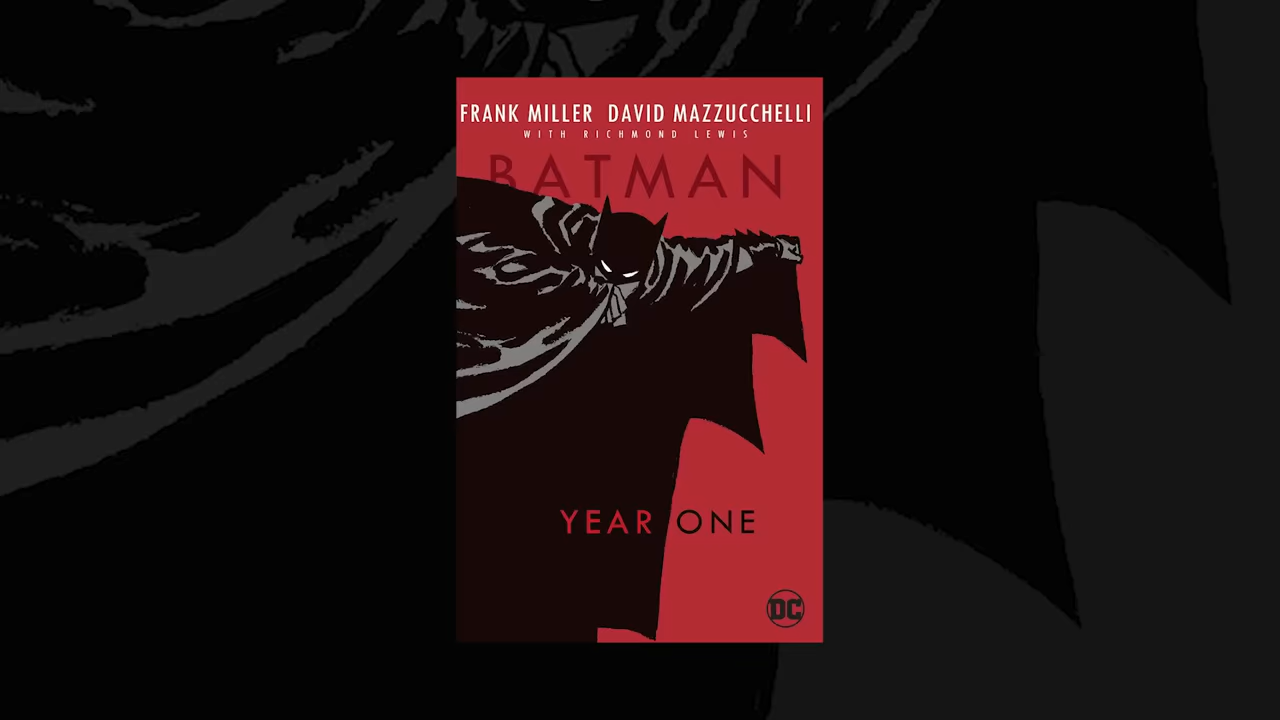 FRANK MILLER DAVID MAZZUCCHELLI
WITH RICHMOND LEWIS
BATMAN
YEAR ONE
DC